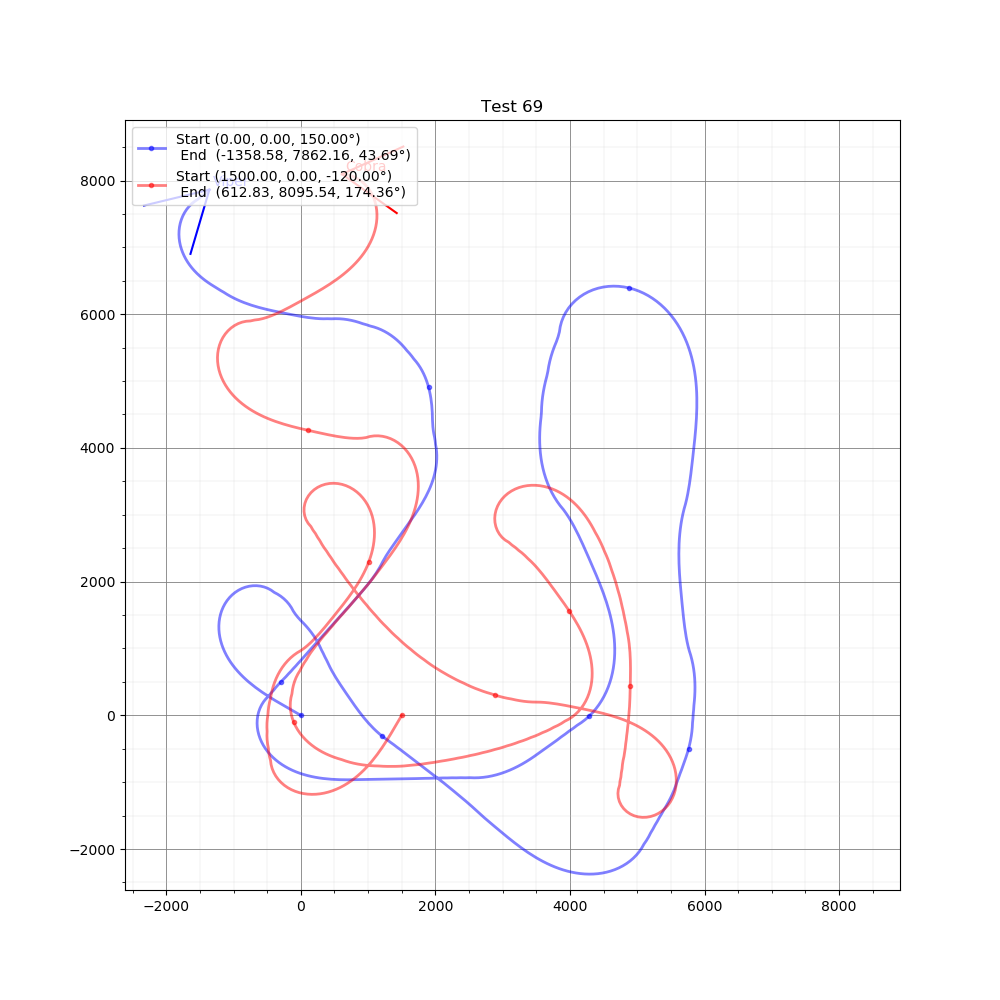 Test 69
Start (0.00, 0.00, 150.00°)
End (-1358.58, 7862.16, 43.69°)
Start (1500.00, 0.00, -120.00°)
End (612.83, 8095.54, 174.36°)
8000
6000
4000
2000
0
−2000
−2000 0 2000 4000 6000 8000